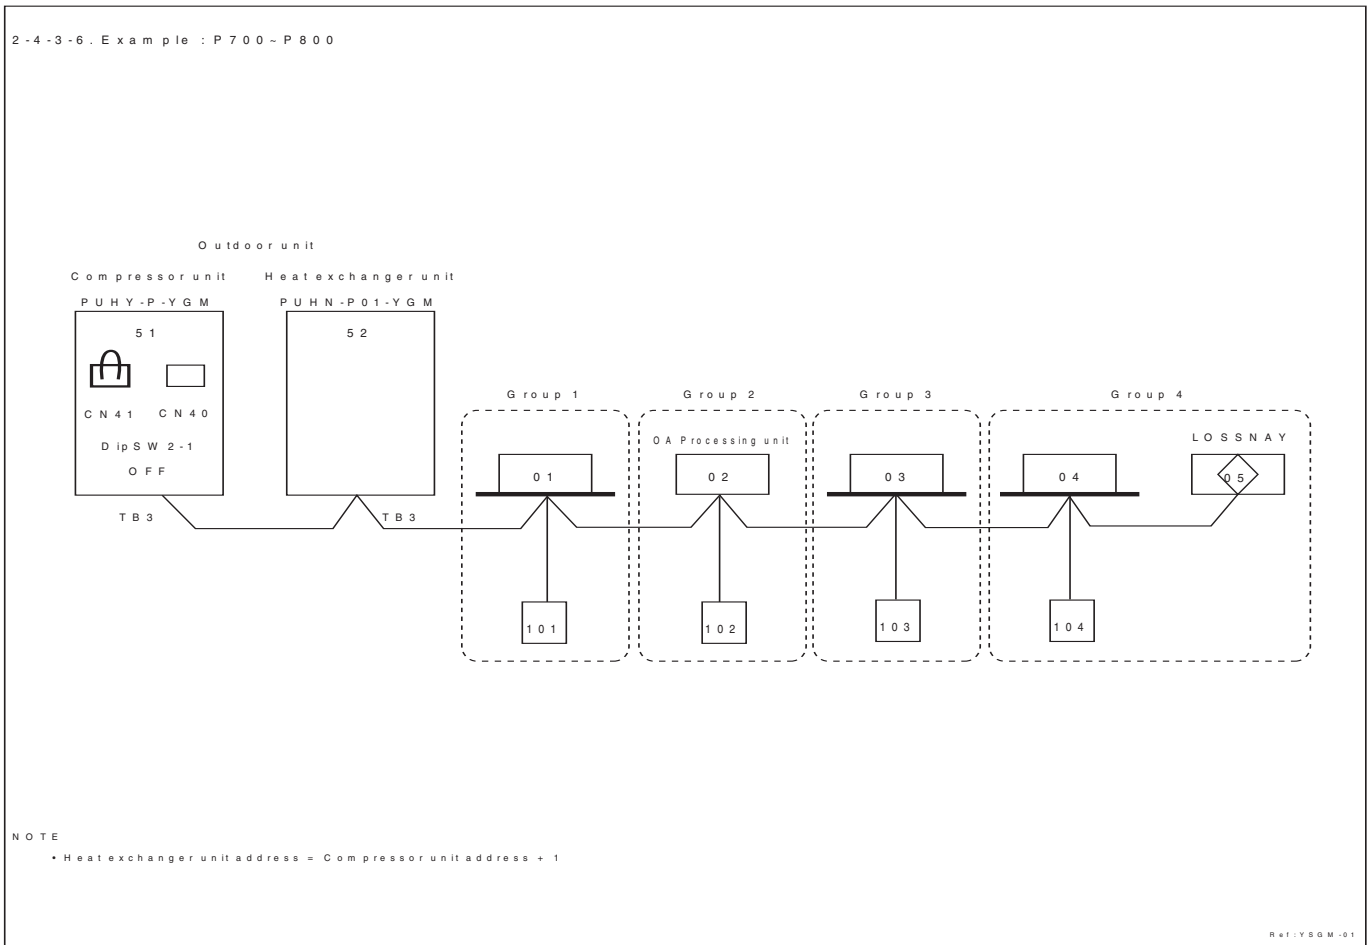 2-4-3-6. Example : P700~P800
Outdoor unit
Compressor unit
Heat exchanger unit
PUHY-P-YGM
PUHN-P01-YGM
51
52
CN41 CN40
DipSW 2-1
OFF
TB3
TB3
Group 1
Group 2
Group 3
Group 4
OA Processing unit
LOSSNAY
01
02
03
04
05
101
102
103
104
NOTE
• Heat exchanger unit address = Compressor unit address + 1
Ref : YSGM-01